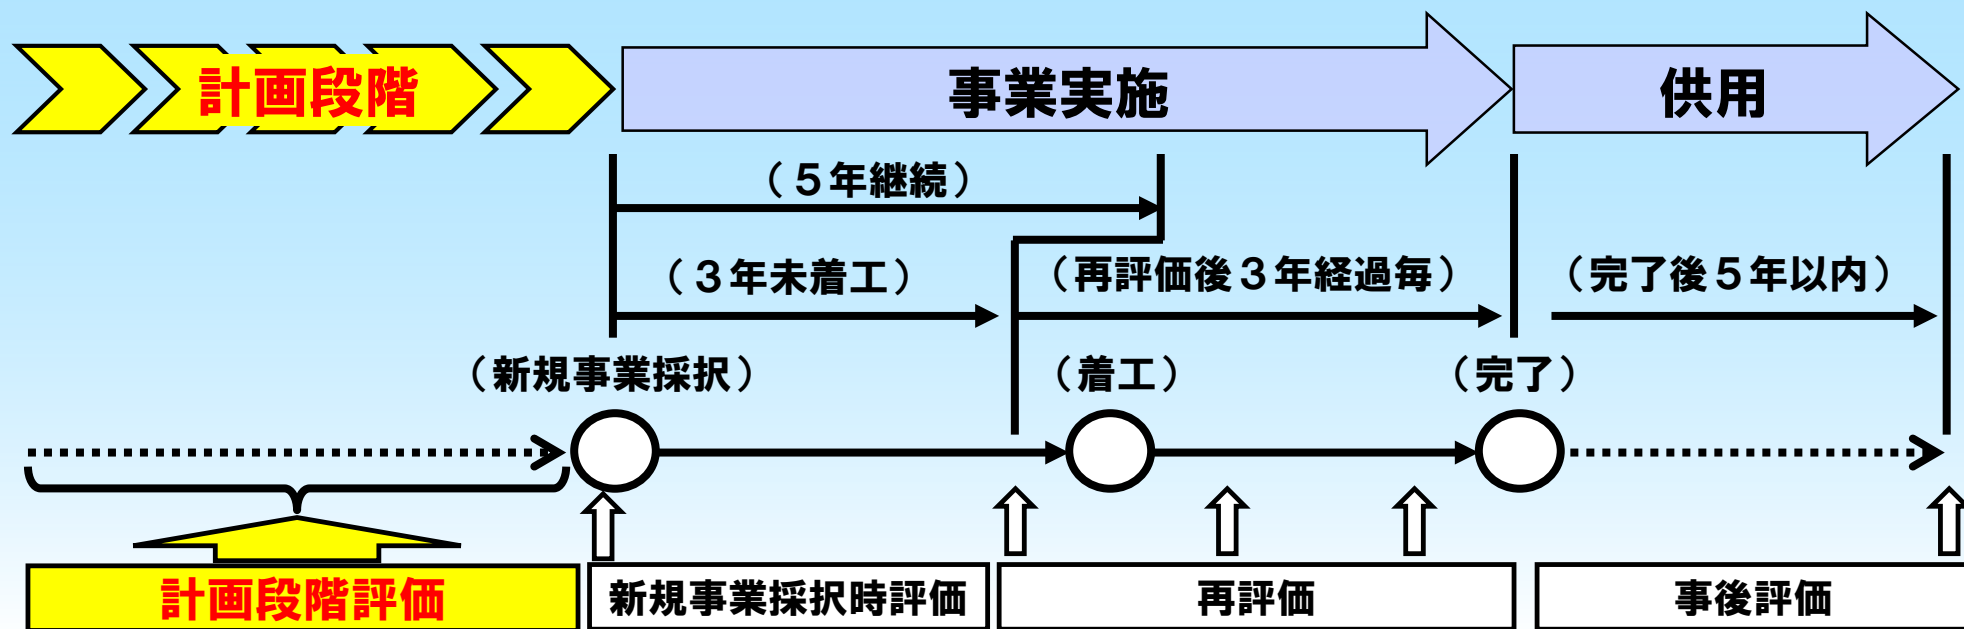 計画段階
事業実施
供用
（５年継続）
（３年未着工）
（再評価後３年経過毎）
（完了後５年以内）
（新規事業採択）
（着工）
（完了）
計画段階評価
新規事業採択時評価
再評価
事後評価